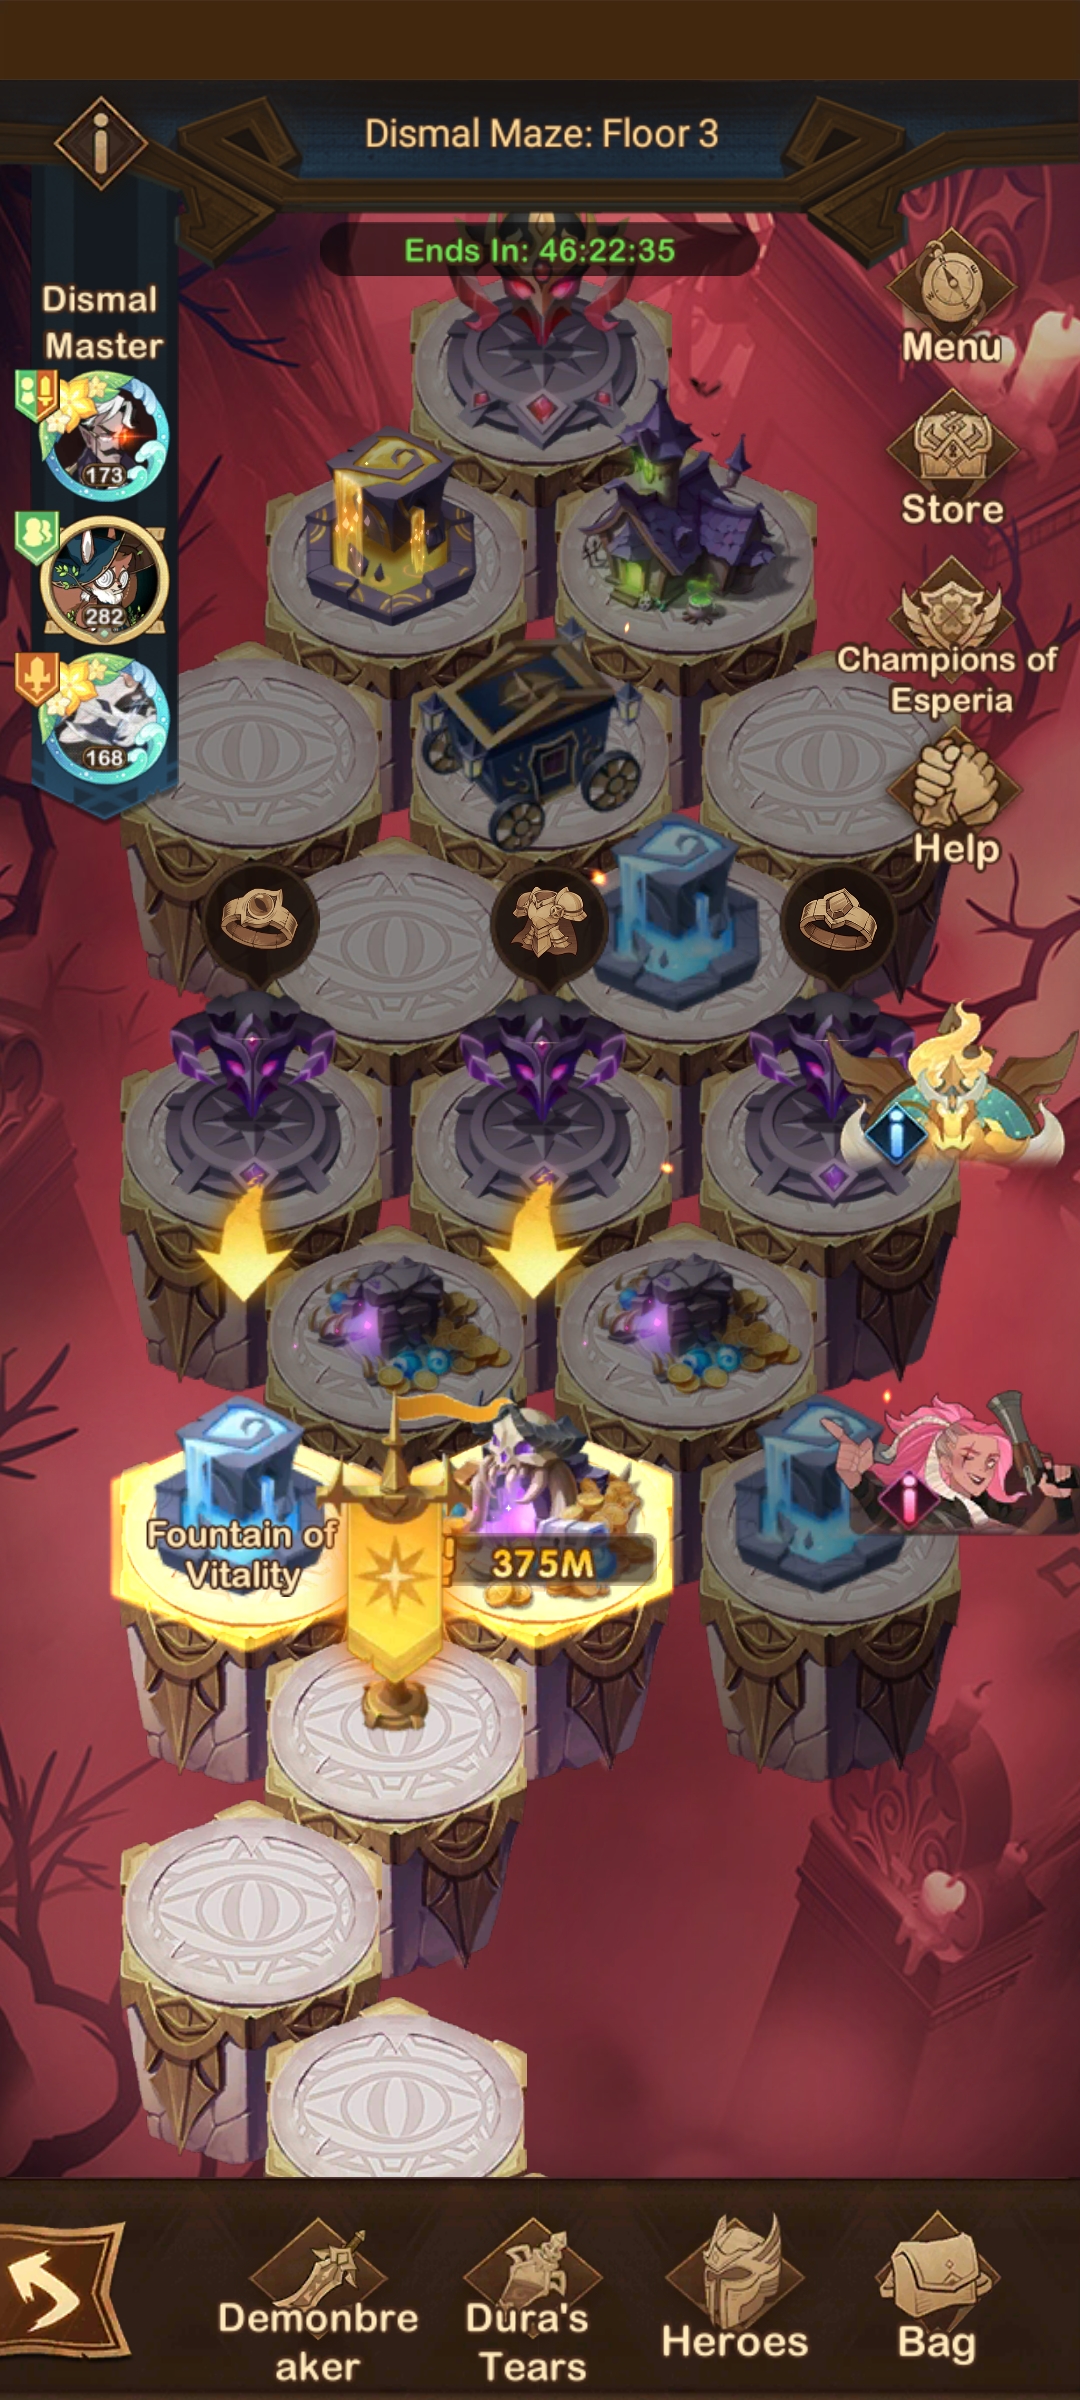 Dismal Maze: Floor 3
Ends In: 46:22:35
Dismal
Master
173
282
168
Menu
Store
Champions of
Esperia
Help
Fountain of
Vitality
375M
Demonbre
aker
Dura's
Tears
Heroes
Bag